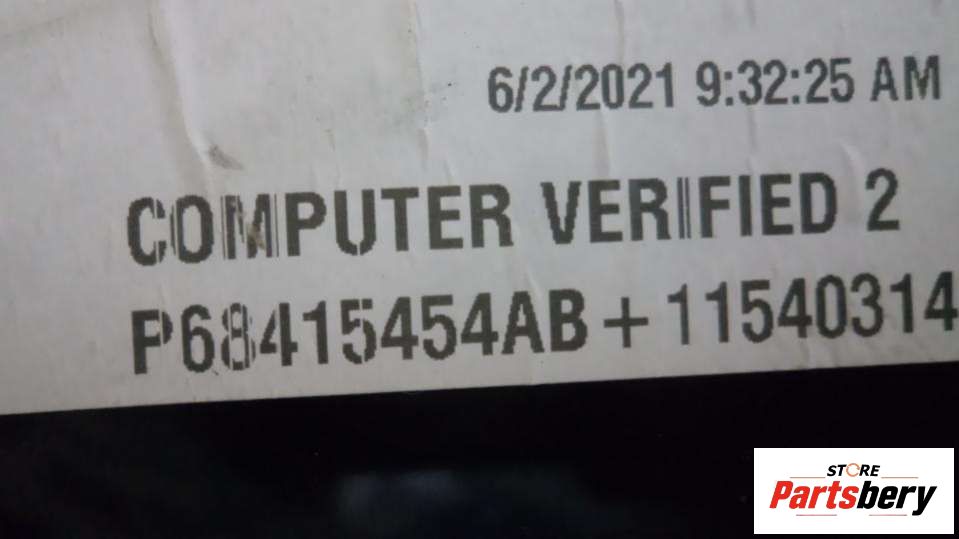 6/2/2021 9:32:25 AM
COMPUTER VERIFIED 2
P68415454AB+11540314
STORE
Partsbery